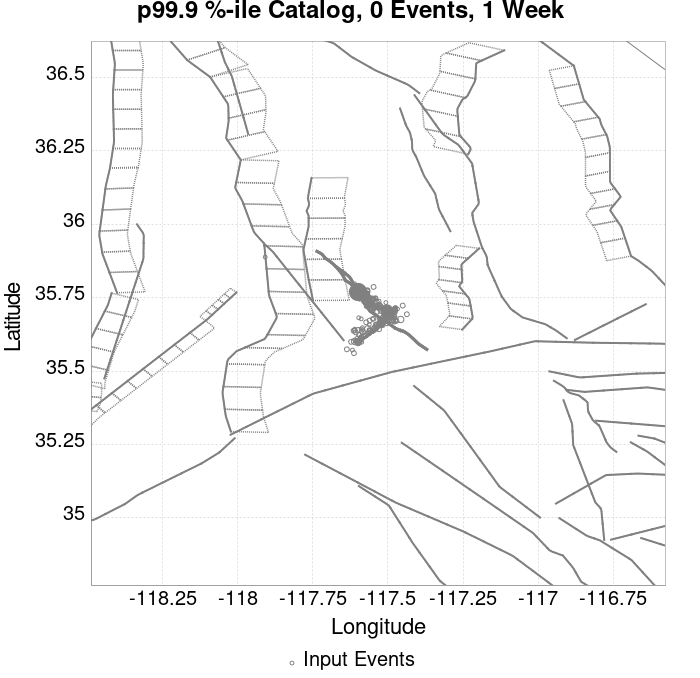 p99.9 %-ile Catalog, 0 Events, 1 Week
36.5
36.25
36
35.75
35.5
35.25
35
Latitude
-118.25 -118 -117.75 -117.5 -117.25 -117 -116.75
Longitude
Input Events